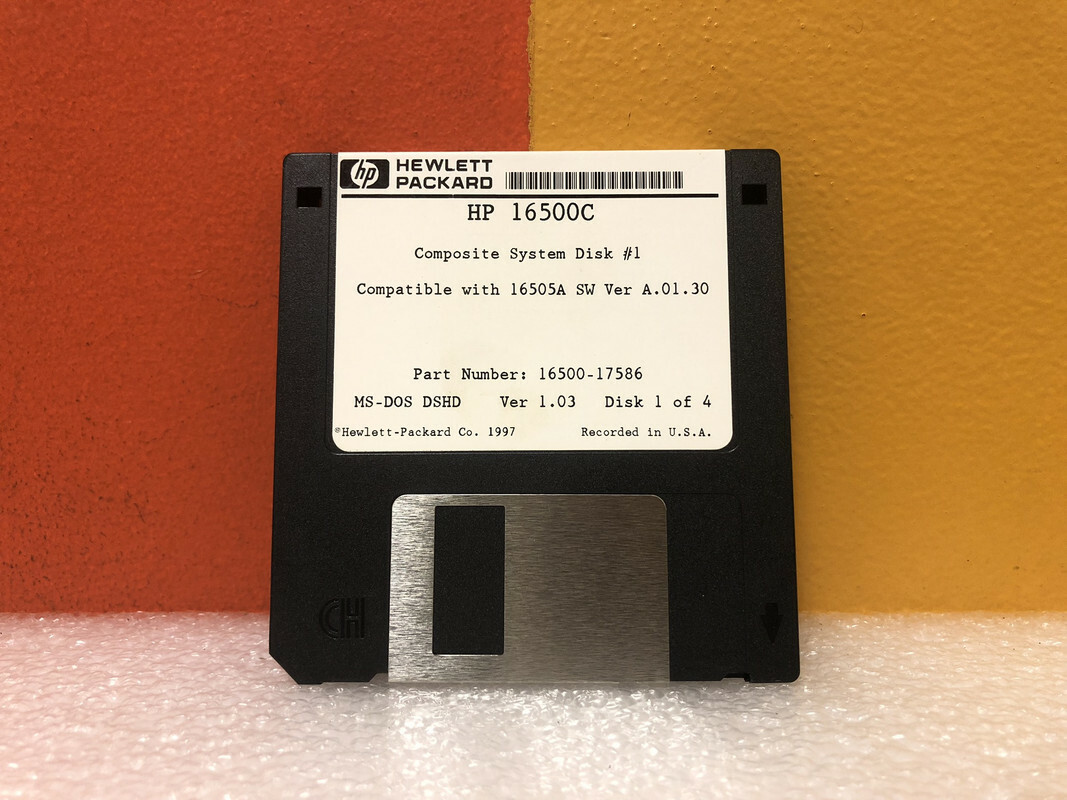 hp HEWLETT
PACKARD
HP 16500C
Composite System Disk #1
Compatible with 16505A SW Ver A.01.30
Part Number: 16500-17586
MS-DOS DSHD Ver 1.03 Disk 1 of 4
©Hewlett-Packard Co. 1997 Recorded in U.S.A.